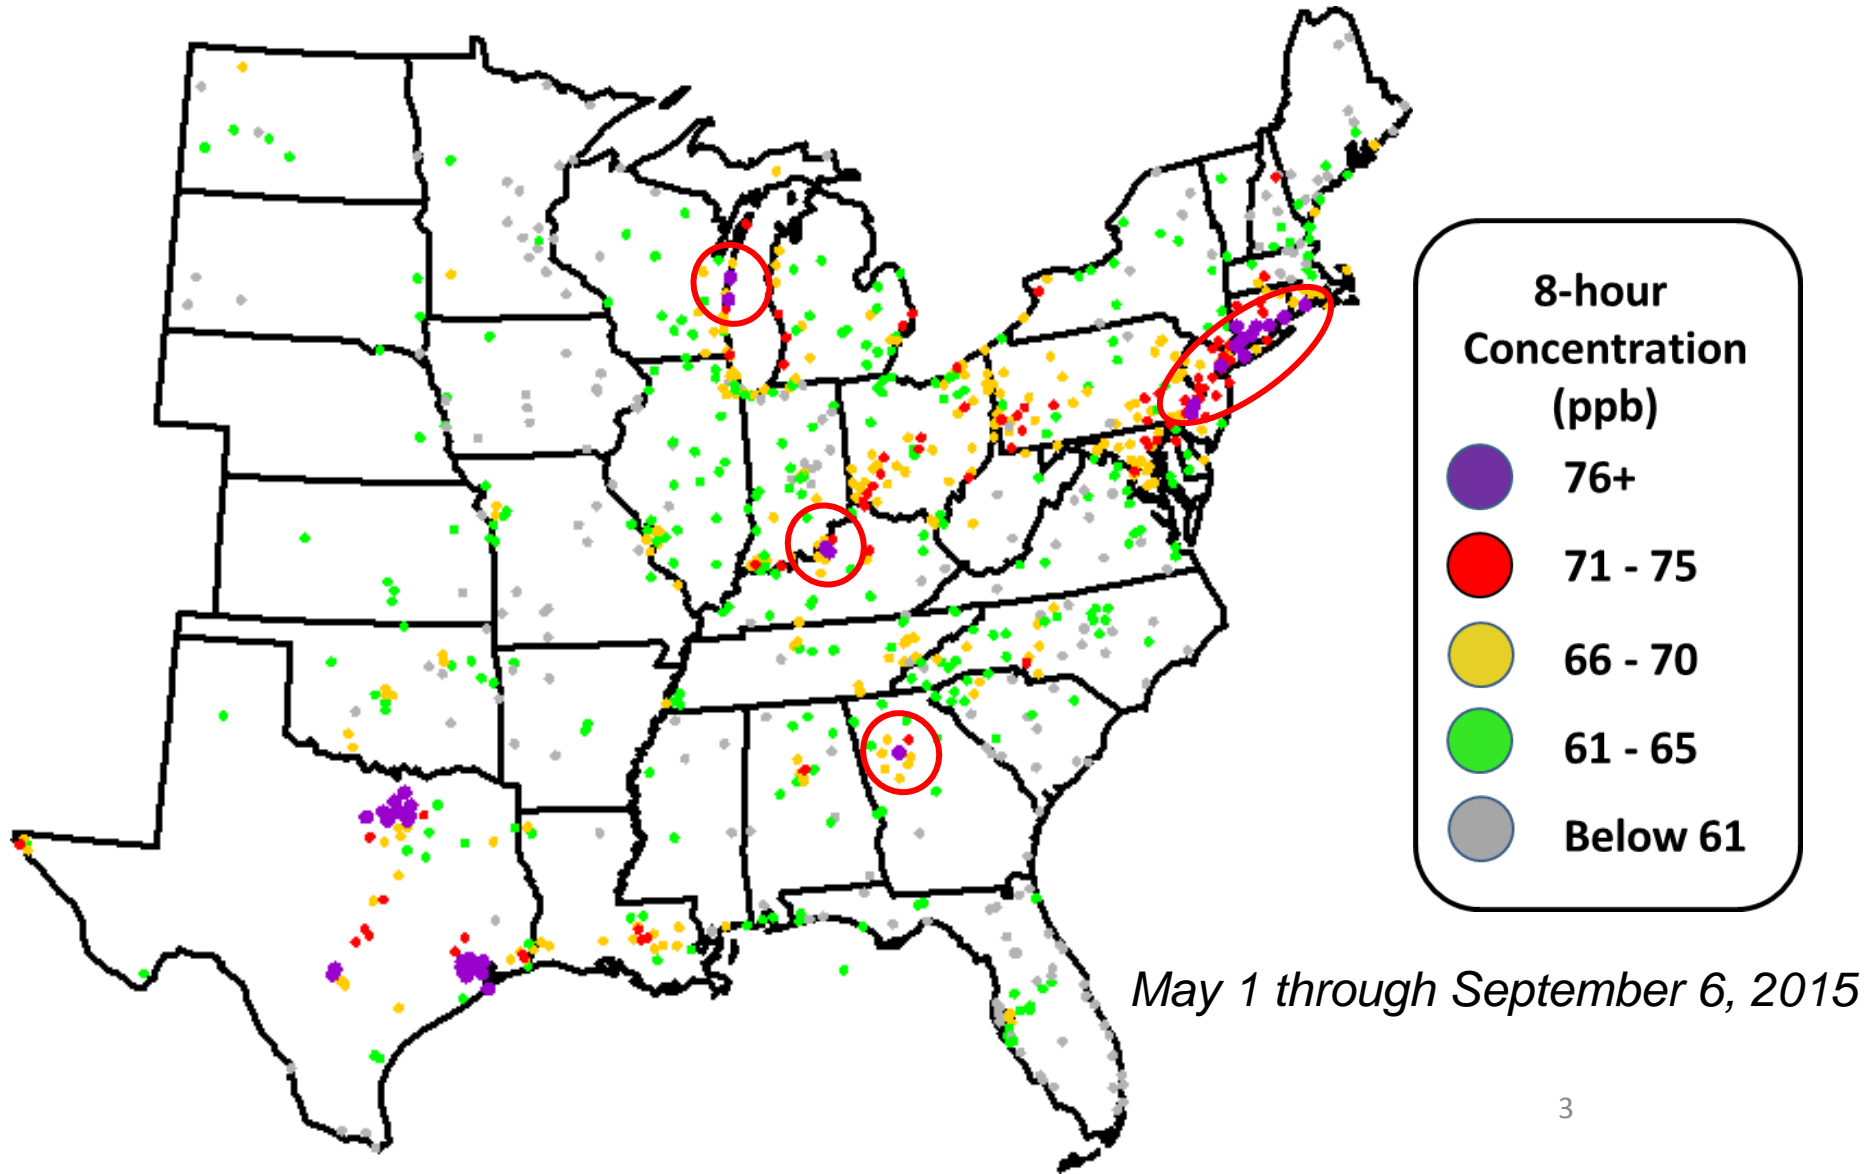 8-hour
Concentration
(ppb)
76+
71 - 75
66 - 70
61 - 65
Below 61
May 1 through September 6, 2015
3